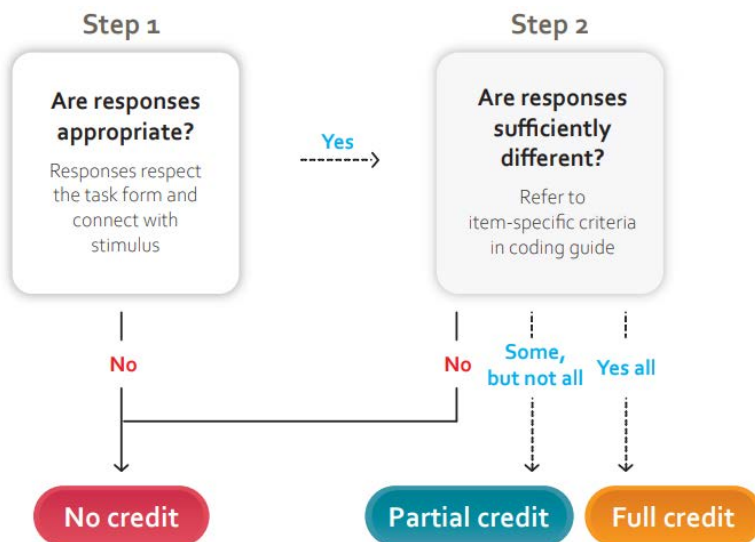 Step 1
Are responses
appropriate?
Responses respect
the task form and
connect with
stimulus
Yes
Step 2
Are responses
sufficiently
different?
Refer to
item-specific criteria
in coding guide
No
No
Some,
but not all
Yes all
No credit
Partial credit
Full credit